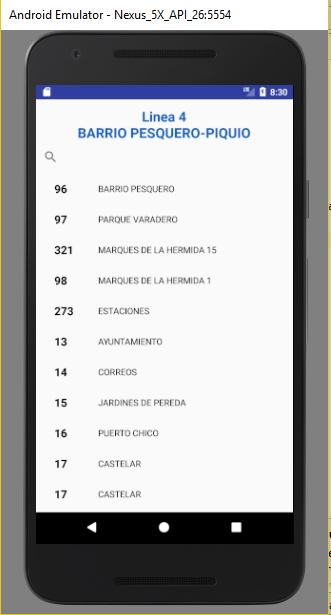 Android Emulator - Nexus_5X_API_26:5554
8:30
Linea 4
BARRIO PESQUERO-PIQUIO
96 BARRIO PESQUERO
97 PARQUE VARADERO
321 MARQUES DE LA HERMIDA 15
98 MARQUES DE LA HERMIDA 1
273 ESTACIONES
13 AYUNTAMIENTO
14 CORREOS
15 JARDINES DE PEREDA
16 PUERTO CHICO
17 CASTELAR
17 CASTELAR